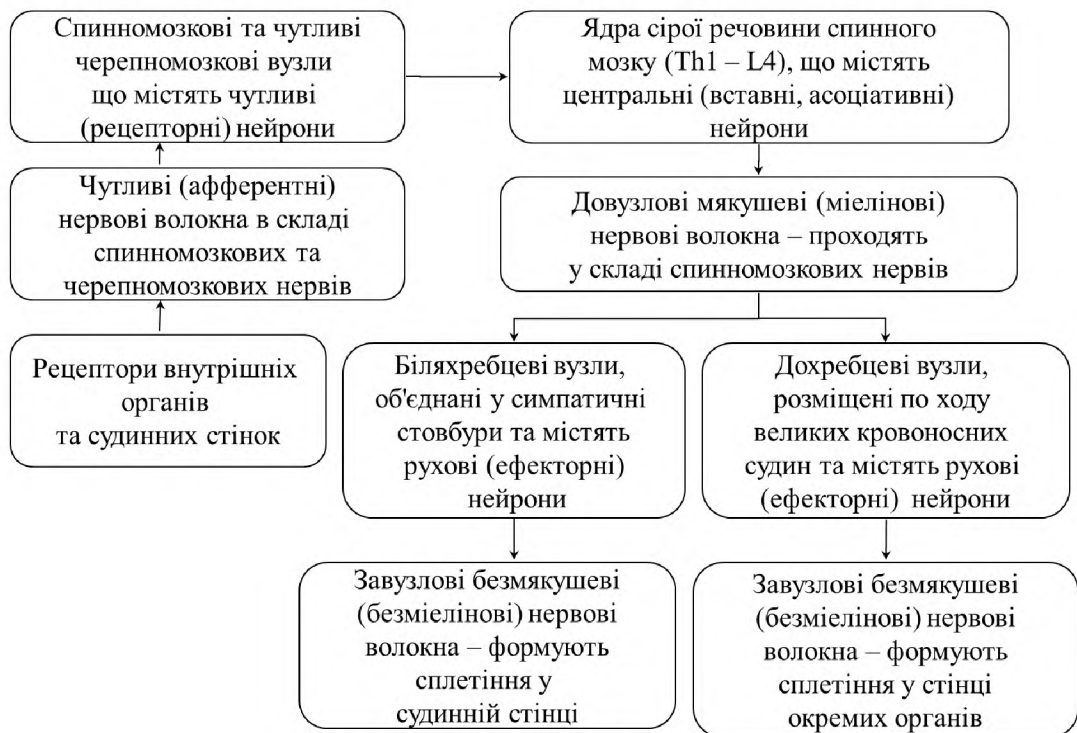 Спинномозкові та чутливі
черепномозкові вузли
що містять чутливі
(рецепторні) нейрони
Ядра сірої речовини спинного
мозку (Th1 – L4), що містять
центральні (вставні, асоціативні)
нейрони
Чутливі (афферентні)
нервові волокна в складі
спинномозкових та
черепномозкових нервів
Довузлові мякушеві (міелінові)
нервові волокна – проходять
у складі спинномозкових нервів
Рецептори внутрішніх
органів
та судинних стінок
Біляхребцеві вузли,
об'єднані у симпатичні
стовбури та містять
рухові (ефекторні)
нейрони
Дохребцеві вузли,
розміщені по ходу
великих кровоносних
судин та містять рухові
(ефекторні) нейрони
Завузлові безмякушеві
(безміелінові) нервові
волокна – формують
сплетіння у
судинній стінці
Завузлові безмякушеві
(безміелінові) нервові
волокна – формують
сплетіння у стінці
окремих органів